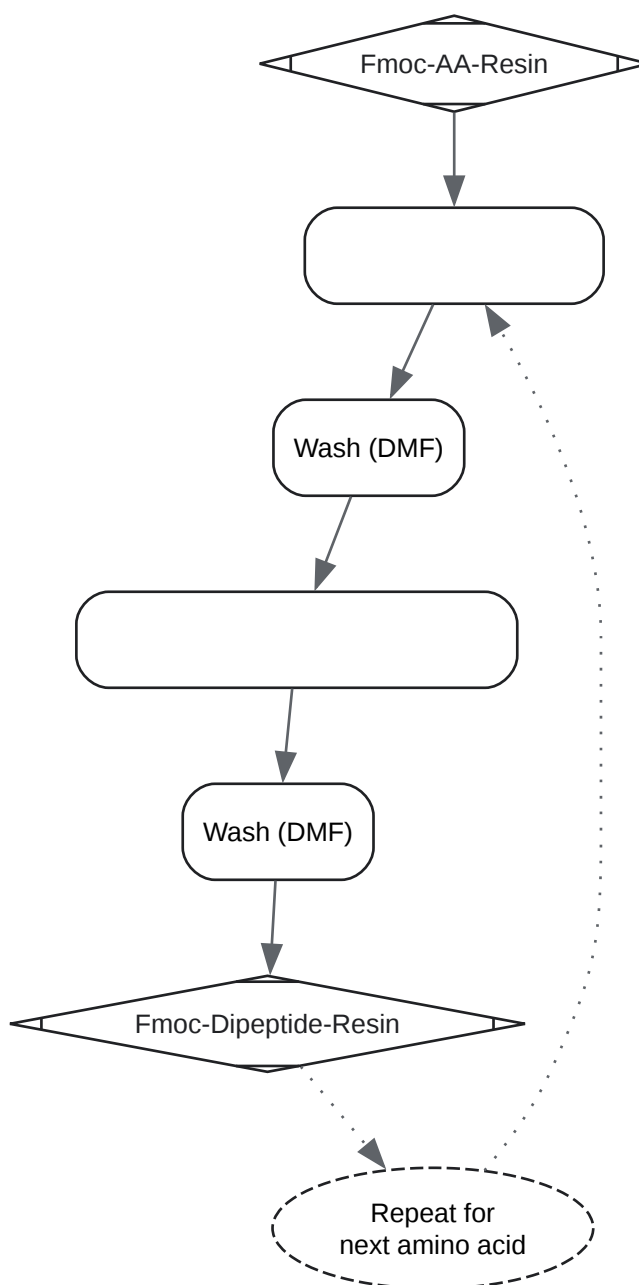 Fmoc-AA-Resin
Wash (DMF)
Wash (DMF)
Fmoc-Dipeptide-Resin
Repeat for
next amino acid